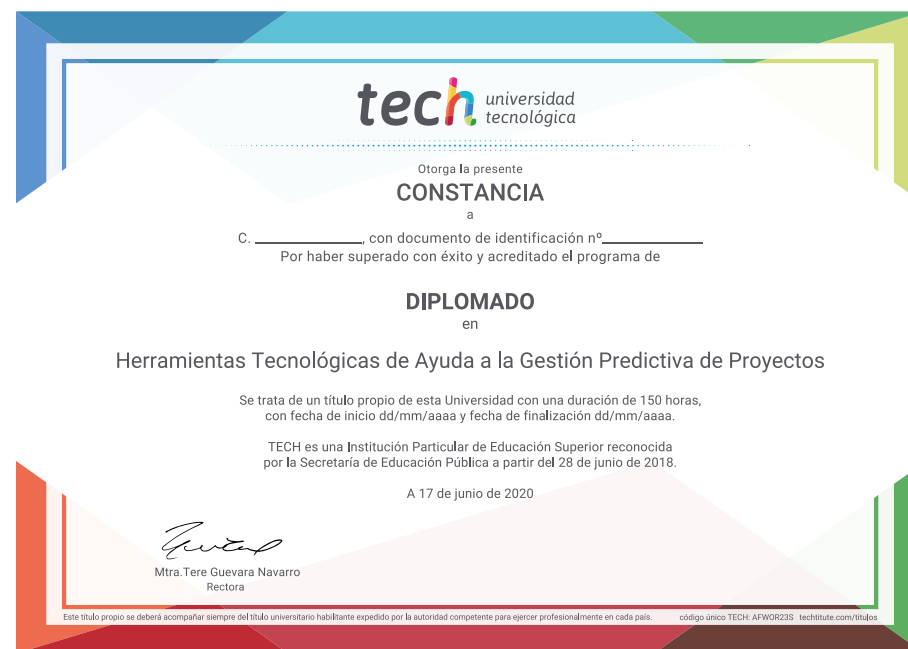 tech universidad
tecnológica
Otorga la presente
CONSTANCIA
a
C. ____________, con documento de identificación nº____________
Por haber superado con éxito y acreditado el programa de
DIPLOMADO
en
Herramientas Tecnológicas de Ayuda a la Gestión Predictiva de Proyectos
Se trata de un título propio de esta Universidad con una duración de 150 horas,
con fecha de inicio dd/mm/aaaa y fecha de finalización dd/mm/aaaa.
TECH es una Institución Particular de Educación Superior reconocida
por la Secretaría de Educación Pública a partir del 28 de junio de 2018.
A 17 de junio de 2020
Mtra.Tere Guevara Navarro
Rectora
Este título propio se deberá acompañar siempre del título universitario habilitante expedido por la autoridad competente para ejercer profesionalmente en cada país. código único TECH: AFWOR23S techtitute.com/titulos